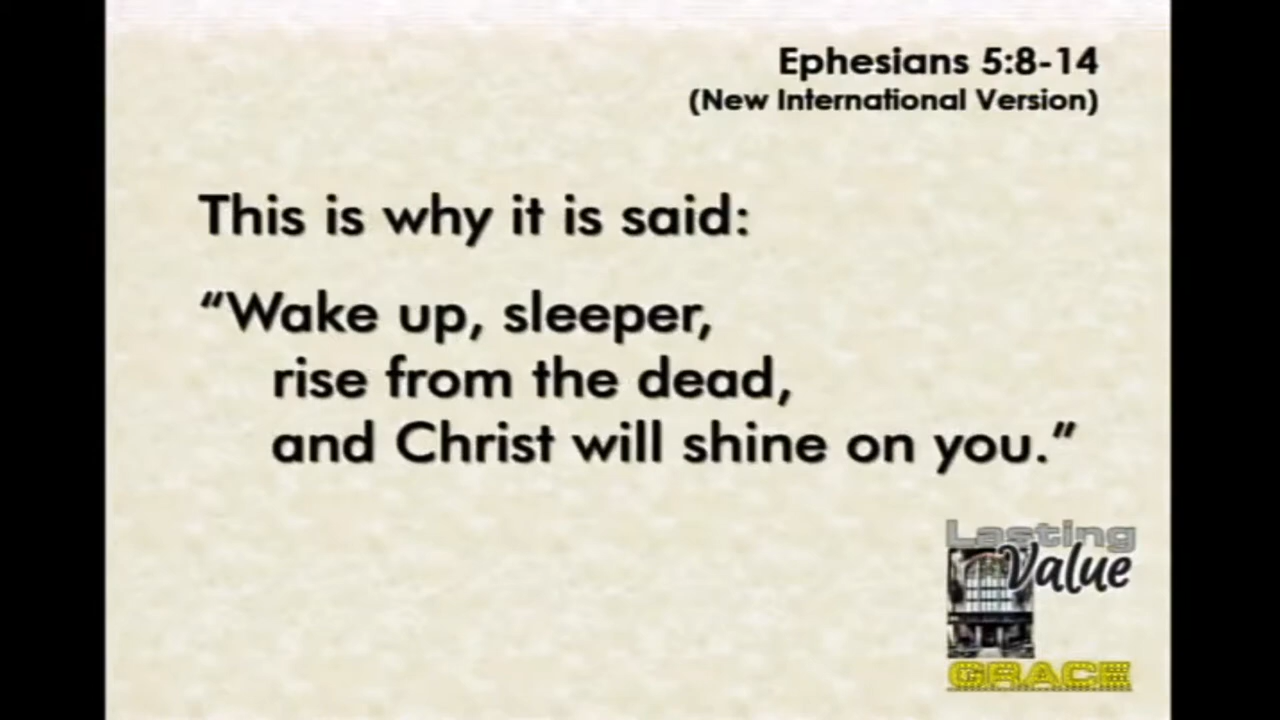 Ephesians 5:8-14
(New International Version)
This is why it is said:
“Wake up, sleeper,
rise from the dead,
and Christ will shine on you.”
Lasting
Value
GRACE